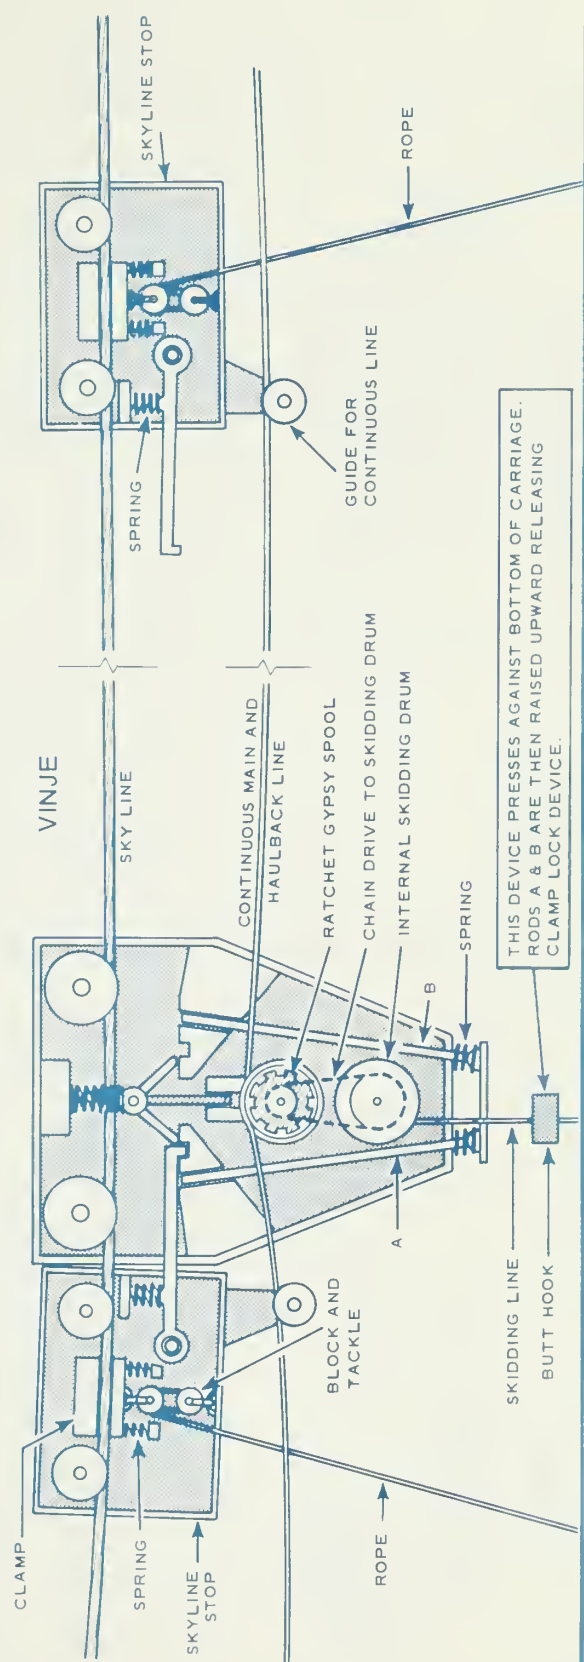 VINJE
CLAMP
SPRING
SKYLINE
STOP
ROPE
BLOCK AND
TACKLE
A
SKIDDING LINE
BUTT HOOK
SKY LINE
CONTINUOUS MAIN AND
HAULBACK LINE
RATCHET GYPSY SPOOL
CHAIN DRIVE TO SKIDDING DRUM
INTERNAL SKIDDING DRUM
B
SPRING
THIS DEVICE PRESSES AGAINST BOTTOM OF CARRIAGE.
RODS A & B ARE THEN RAISED UPWARD RELEASING
CLAMP LOCK DEVICE.
SPRING
GUIDE FOR
CONTINUOUS LINE
SKYLINE STOP
ROPE